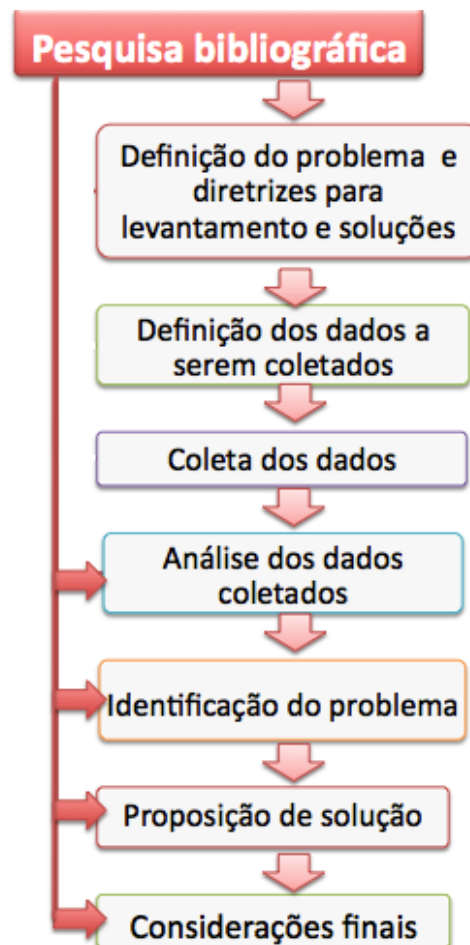 Pesquisa bibliográfica
Definição do problema e
diretrizes para
levantamento e soluções
Definição dos dados a
serem coletados
Coleta dos dados
Análise dos dados
coletados
Identificação do problema
Proposição de solução
Considerações finais